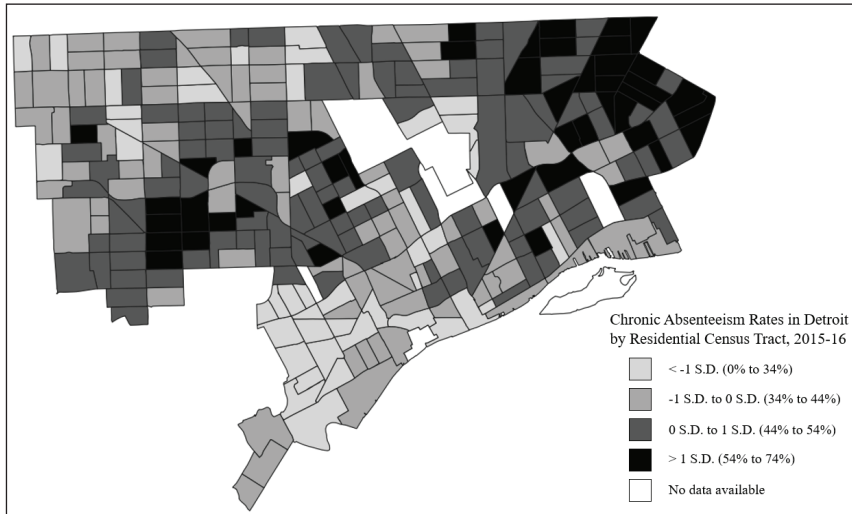 Chronic Absenteeism Rates in Detroit
by Residential Census Tract, 2015-16
< -1 S.D. (0% to 34%)
-1 S.D. to 0 S.D. (34% to 44%)
0 S.D. to 1 S.D. (44% to 54%)
> 1 S.D. (54% to 74%)
No data available